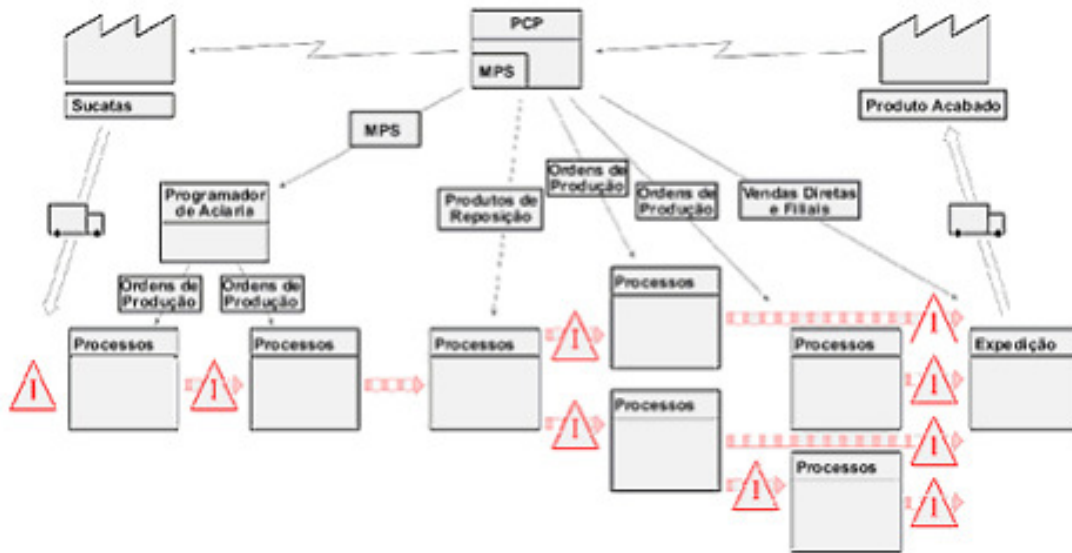 PCP
MPS
Sucatas
Produto Acabado
MPS
Programador
de Aciaria
Produtos de
Reposição
Ordens de
Produção
Ordens de
Produção
Vendas Diretas
e Filiais
Ordens de
Produção
Ordens de
Produção
Processos
Processos
Processos
Processos
Processos
Expedição
Processos
Processos
I
I
I
I
I
I
I
I
I